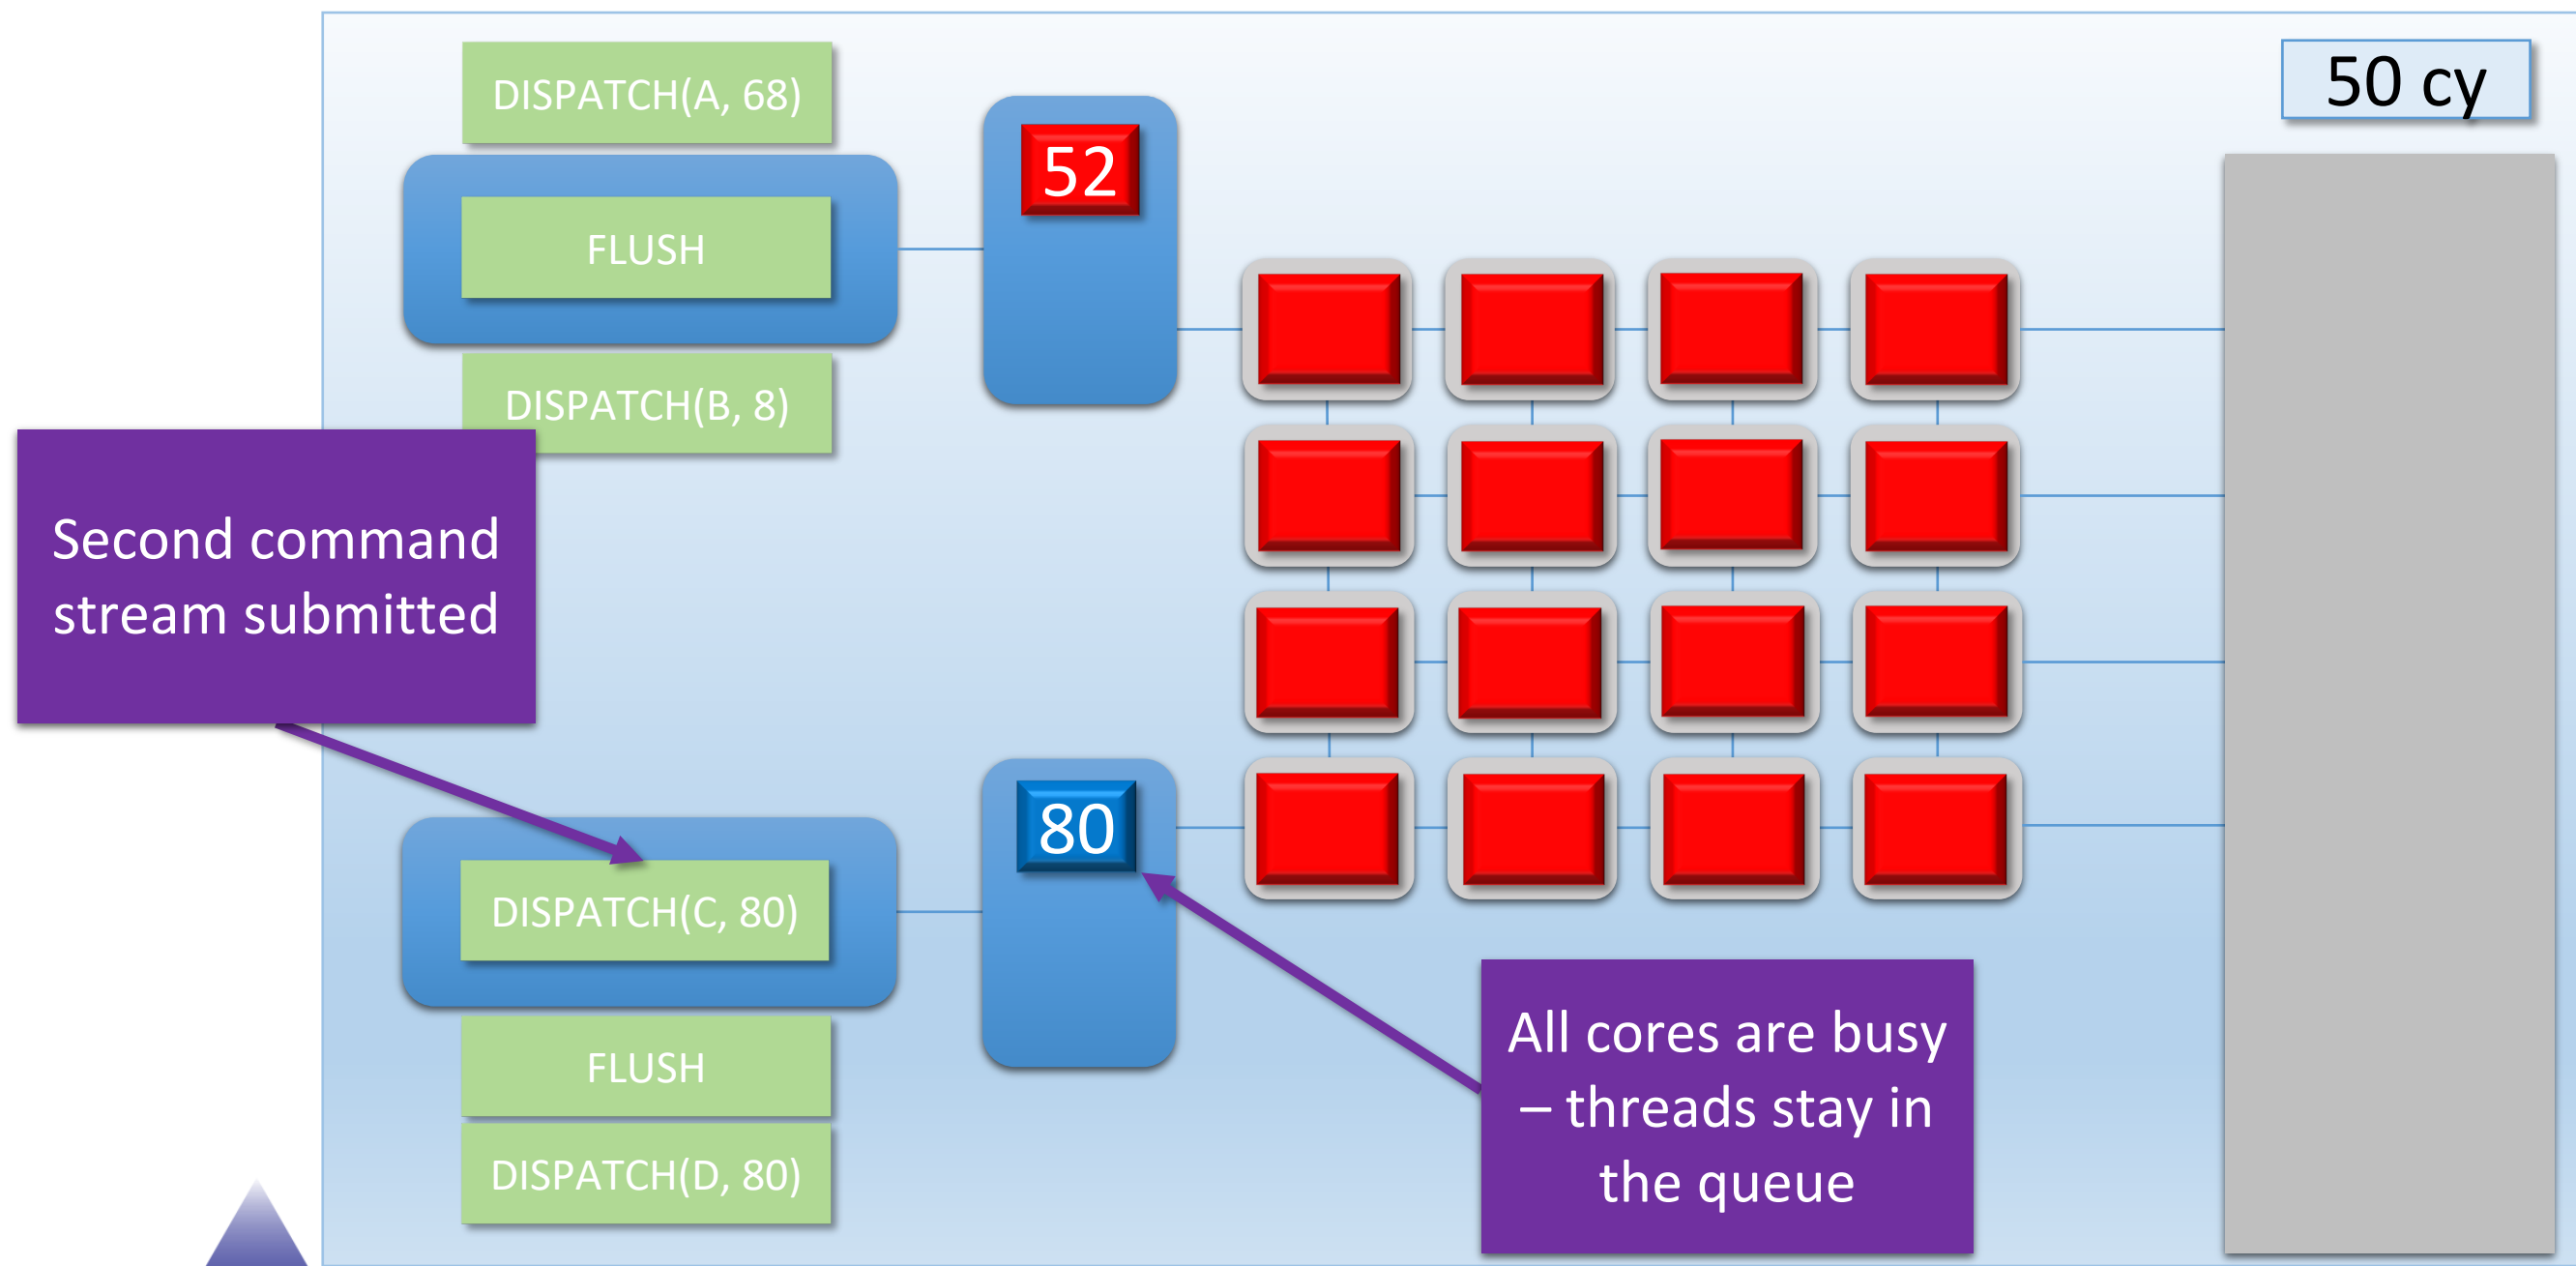 DISPATCH(A, 68)
50 cy
52
FLUSH
DISPATCH(B, 8)
Second command
stream submitted
80
DISPATCH(C, 80)
FLUSH
DISPATCH(D, 80)
All cores are busy
– threads stay in
the queue